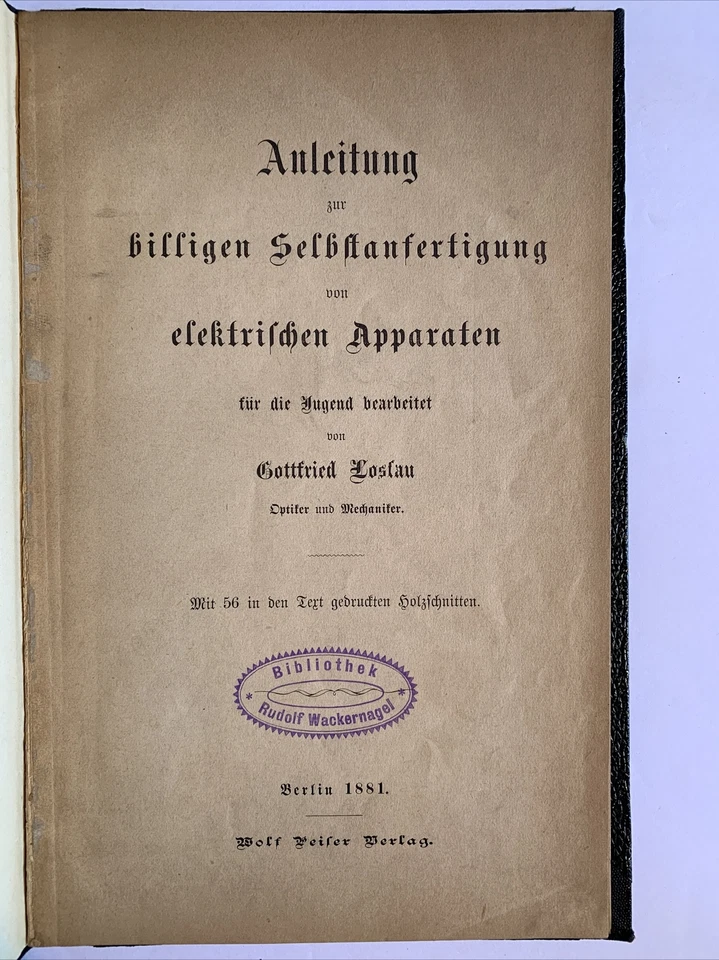 Anleitung
zur
billigen Selbſtanfertigung
von
elektriſchen Apparaten
für die Jugend bearbeitet
von
Gottfried Loslau
Optiker und Mechaniker.
Mit 56 in den Text gedruckten Holzſchnitten.
Bibliothek
* Rudolf Wackernagel *
Berlin 1881.
Wolf Peiſer Verlag.